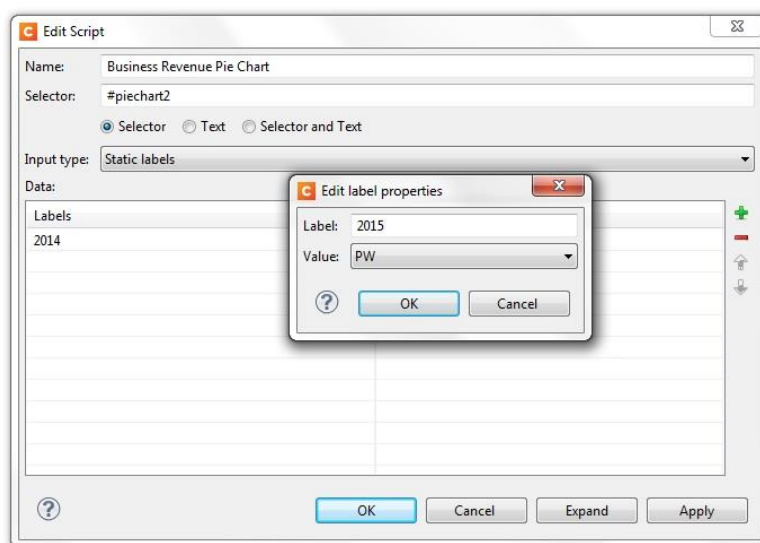 C Edit Script
Name: Business Revenue Pie Chart
Selector: #piechart2
Selector Text Selector and Text
Input type: Static labels
Data:
Labels
2014
C Edit label properties
Label: 2015
Value: PW
? OK Cancel
? OK Cancel Expand Apply